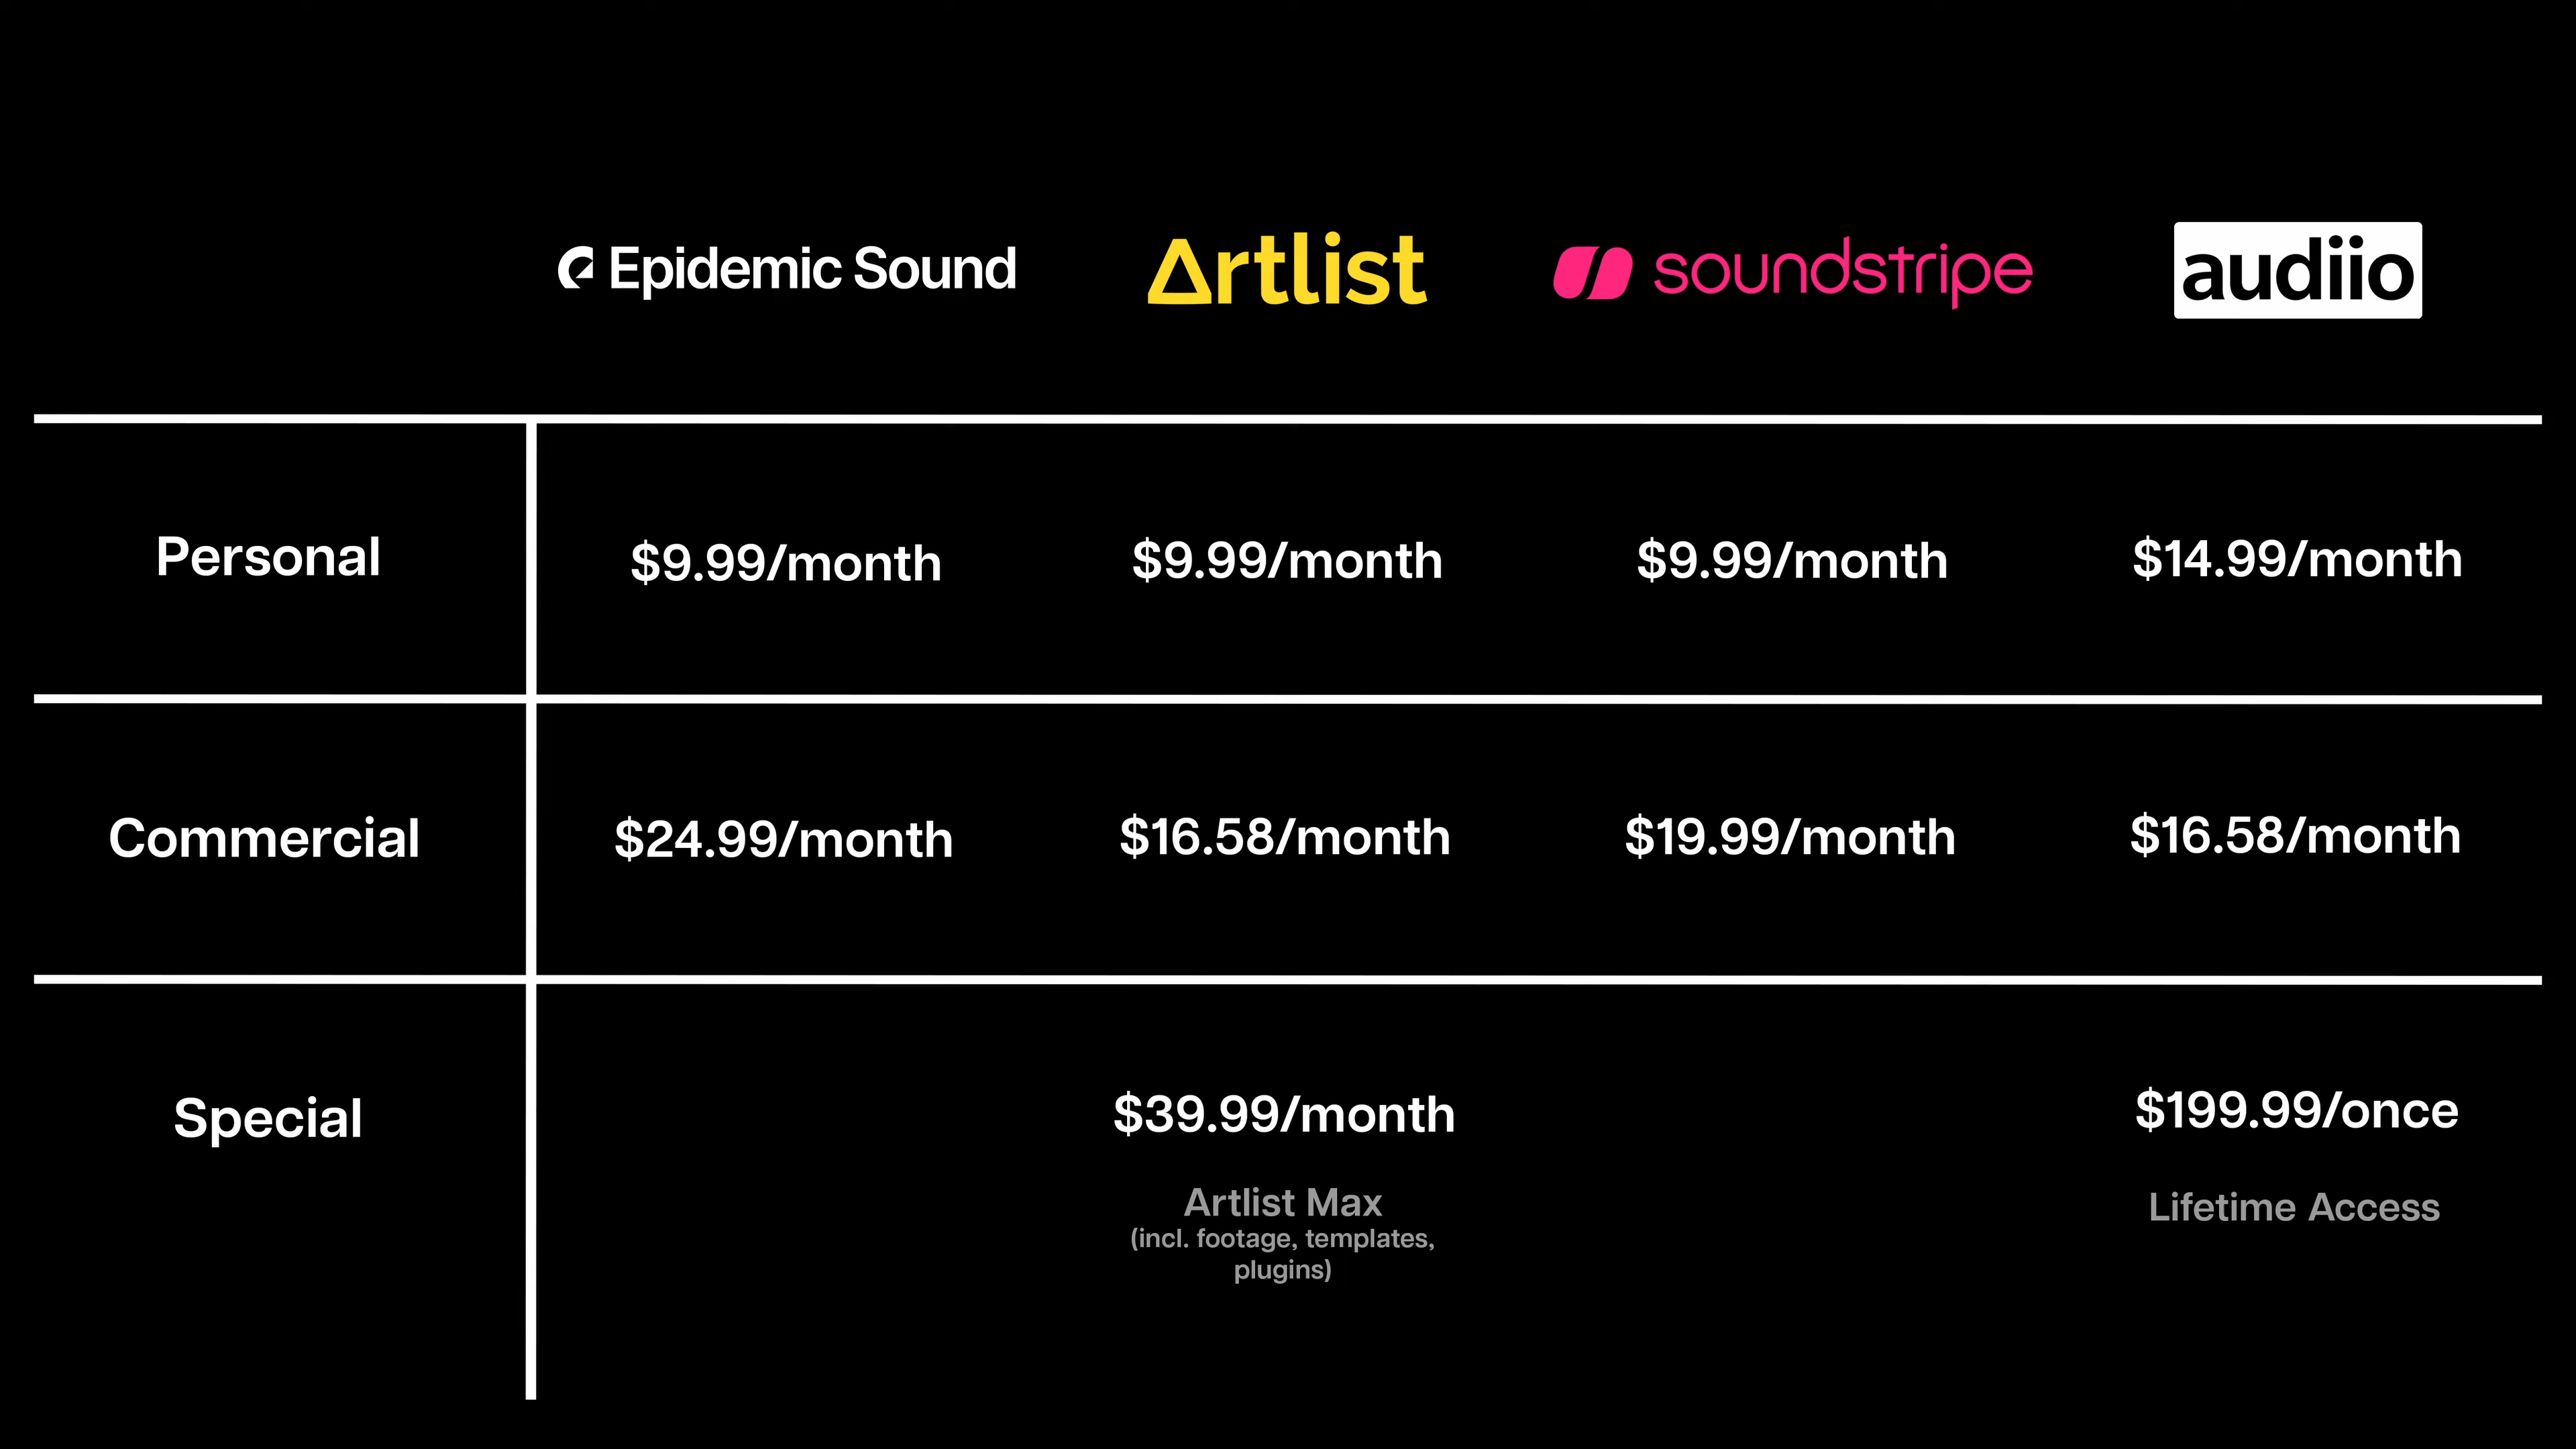 Epidemic Sound
Artlist
soundstripe
audiio
Personal
$9.99/month
$9.99/month
$9.99/month
$14.99/month
Commercial
$24.99/month
$16.58/month
$19.99/month
$16.58/month
Special
$39.99/month
Artlist Max
(incl. footage, templates,
plugins)
$199.99/once
Lifetime Access